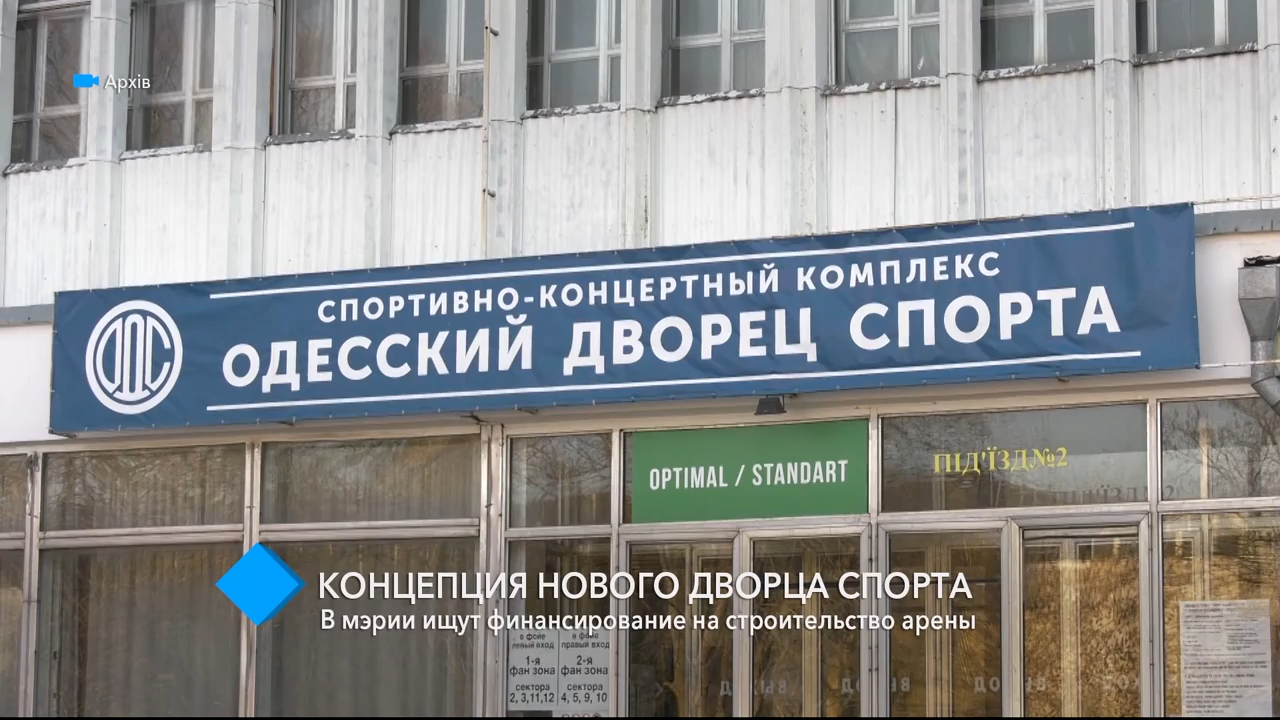 Архів
СПОРТИВНО-КОНЦЕРТНЫЙ КОМПЛЕКС
ОДС
ОДЕССКИЙ ДВОРЕЦ СПОРТА
OPTIMAL / STANDART
ПІД'ЇЗД№2
КОНЦЕПЦИЯ НОВОГО ДВОРЦА СПОРТА
В мэрии ищут финансирование на строительство арены
в фойе в фойе
левый вход правый вход
1-я 2-я
фан зона фан зона
сектора сектора
2, 3,11,12 4, 5, 9, 10